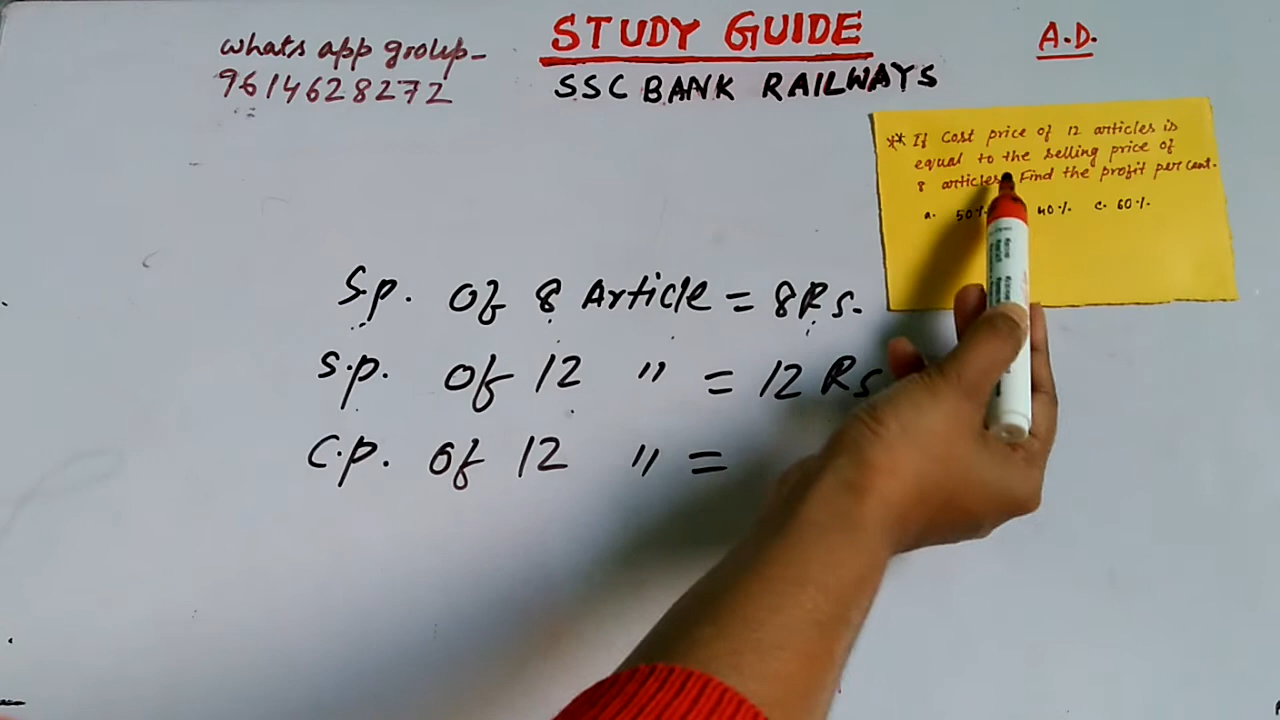 whats app group-
9614628272
STUDY GUIDE
SSC BANK RAILWAYS
A.D.
** If Cost price of 12 articles is
equal to the selling price of
8 articles. Find the profit per cent.
a. 50% 40% c. 60%
S.p. of 8 Article = 8Rs.
S.p. of 12 " = 12 Rs
C.p. of 12 " =